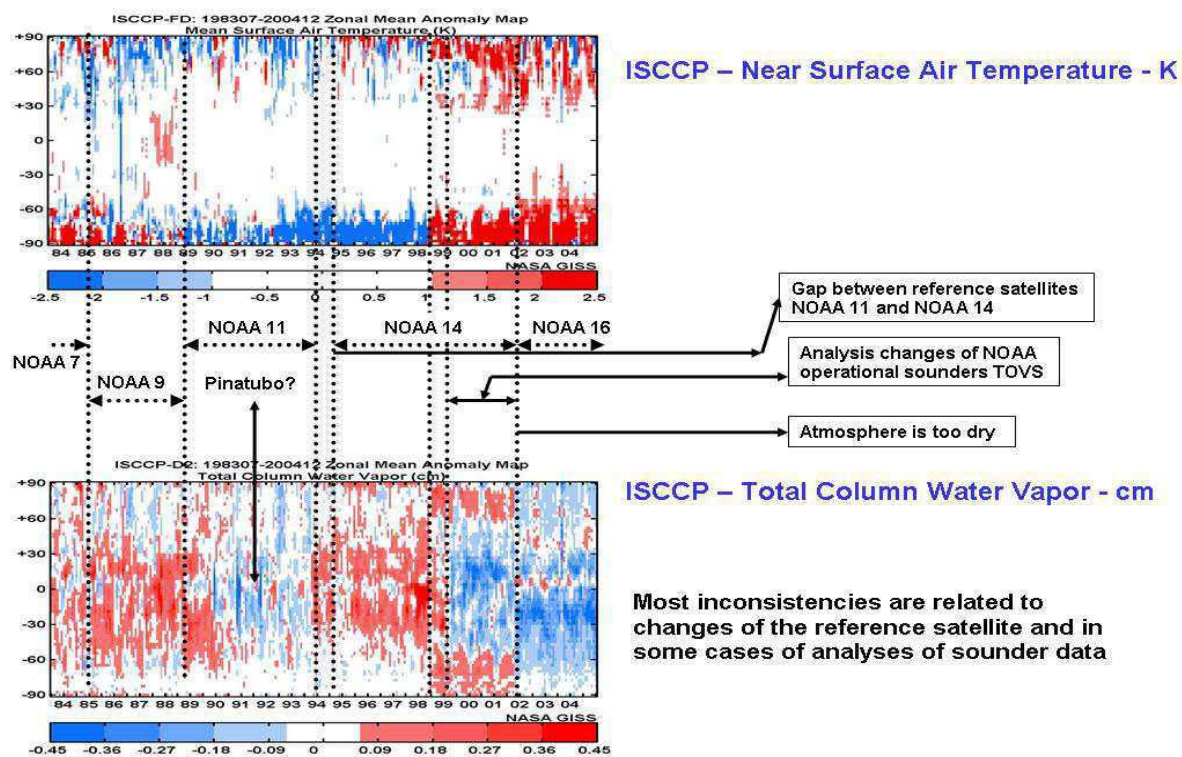 ISCCP-FD: 198307-200412 Zonal Mean Anomaly Map
Mean Surface Air Temperature (K)
+90
+60
+30
0
-30
-60
-90
84 85 86 87 88 89 90 91 92 93 94 95 96 97 98 99 00 01 02 03 04
NASA GISS
-2.5 -2 -1.5 -1 -0.5 0 0.5 1 1.5 2 2.5
ISCCP – Near Surface Air Temperature - K
NOAA 7
NOAA 9
NOAA 11
NOAA 14
NOAA 16
Pinatubo?
Gap between reference satellites
NOAA 11 and NOAA 14
Analysis changes of NOAA
operational sounders TOVS
Atmosphere is too dry
ISCCP-D2: 198307-200412 Zonal Mean Anomaly Map
Total Column Water Vapor (cm)
+90
+60
+30
0
-30
-60
-90
84 85 86 87 88 89 90 91 92 93 94 95 96 97 98 99 00 01 02 03 04
NASA GISS
-0.45 -0.36 -0.27 -0.18 -0.09 0 0.09 0.18 0.27 0.36 0.45
ISCCP – Total Column Water Vapor - cm
Most inconsistencies are related to
changes of the reference satellite and in
some cases of analyses of sounder data